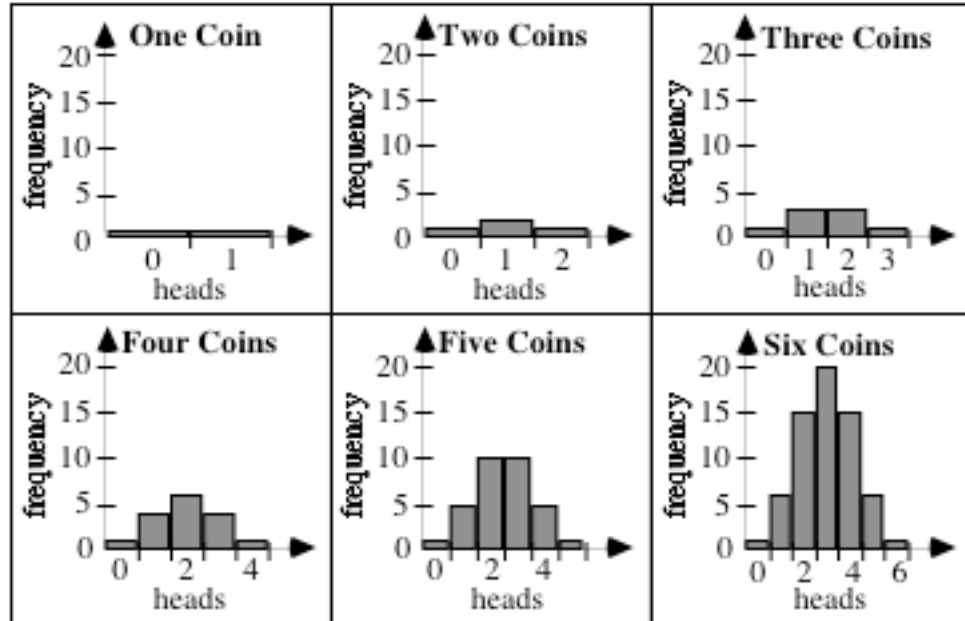 One Coin
20
15
10
5
0
frequency
0 1
heads
Two Coins
20
15
10
5
0
frequency
0 1 2
heads
Three Coins
20
15
10
5
0
frequency
0 1 2 3
heads
Four Coins
20
15
10
5
0
frequency
0 2 4
heads
Five Coins
20
15
10
5
0
frequency
0 2 4
heads
Six Coins
20
15
10
5
0
frequency
0 2 4 6
heads